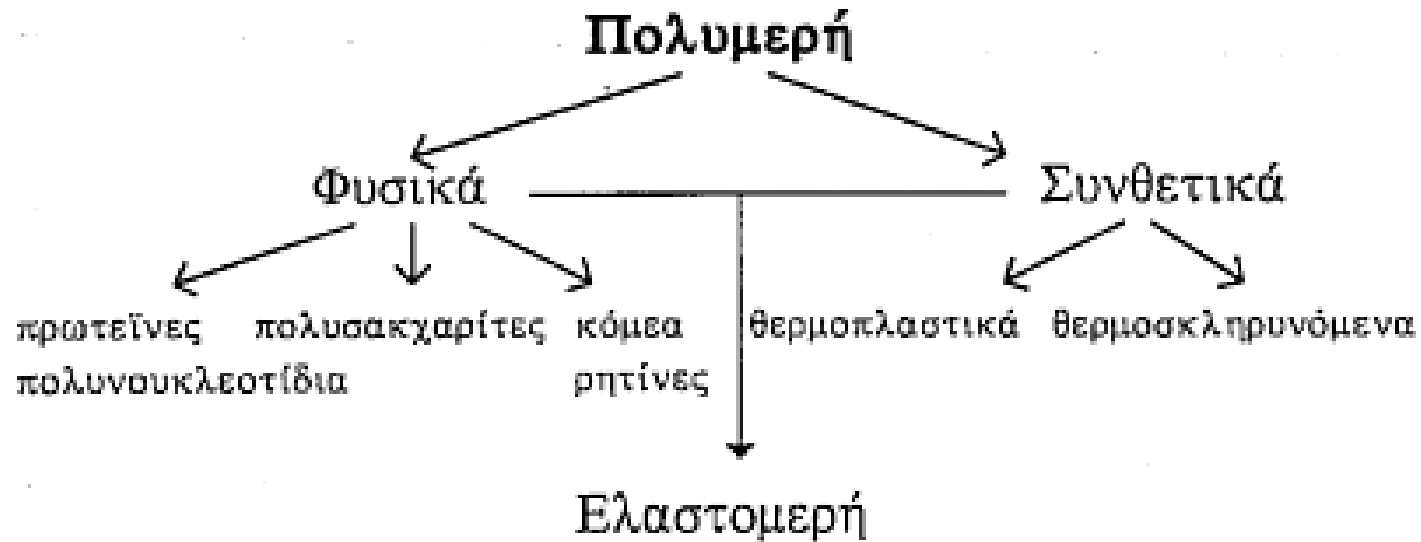 Πολυμερή
Φυσικά Συνθετικά
πρωτεΐνες πολυσακχαρίτες κόμεα θερμοπλαστικά θερμοσκληρυνόμενα
πολυνουκλεοτίδια ρητίνες
Ελαστομερή